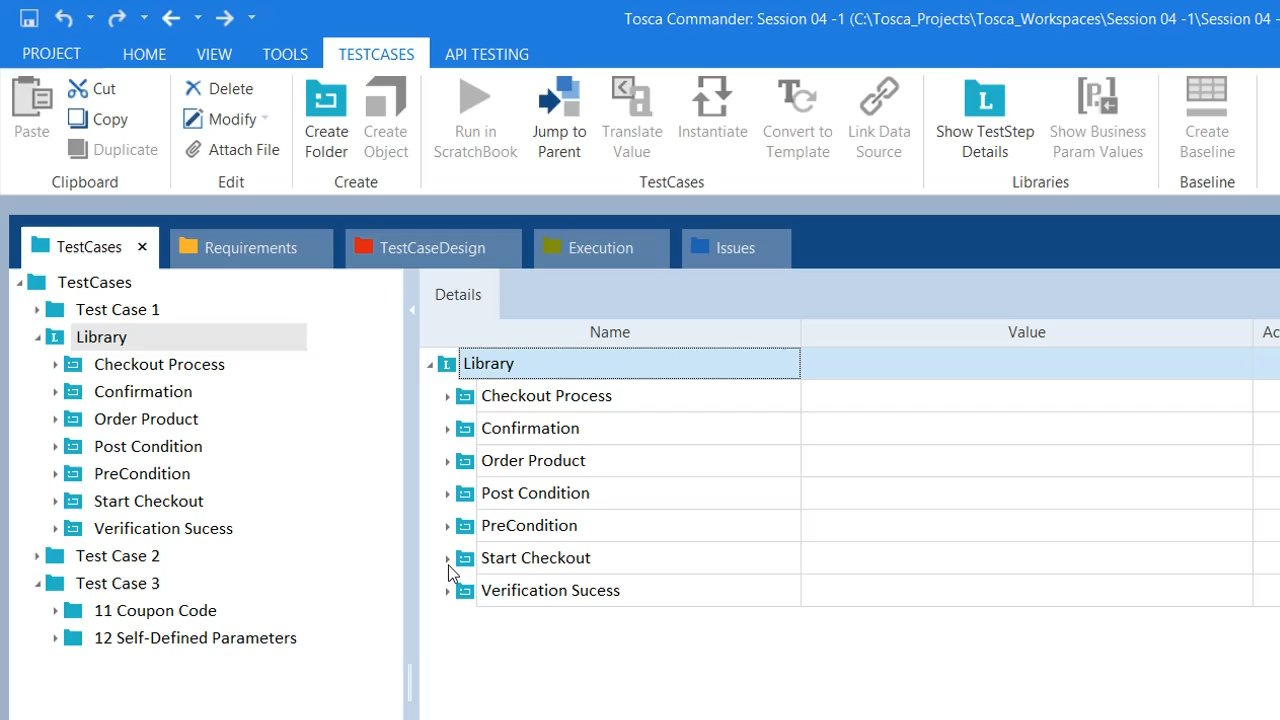 Tosca Commander: Session 04 -1 (C:\Tosca_Projects\Tosca_Workspaces\Session 04 -1\Session 04 -
PROJECT HOME VIEW TOOLS TESTCASES API TESTING
Paste
Cut
Copy
Duplicate
Clipboard
Delete
Modify
Attach File
Edit
Create Folder
Create Object
Create
Run in ScratchBook
Jump to Parent
Translate Value
Instantiate
Convert to Template
Link Data Source
TestCases
Show TestStep Details
Show Business Param Values
Libraries
Create Baseline
Baseline
TestCases × Requirements TestCaseDesign Execution Issues
TestCases
Test Case 1
Library
Checkout Process
Confirmation
Order Product
Post Condition
PreCondition
Start Checkout
Verification Sucess
Test Case 2
Test Case 3
11 Coupon Code
12 Self-Defined Parameters
Details
Name Value Ac
Library
Checkout Process
Confirmation
Order Product
Post Condition
PreCondition
Start Checkout
Verification Sucess